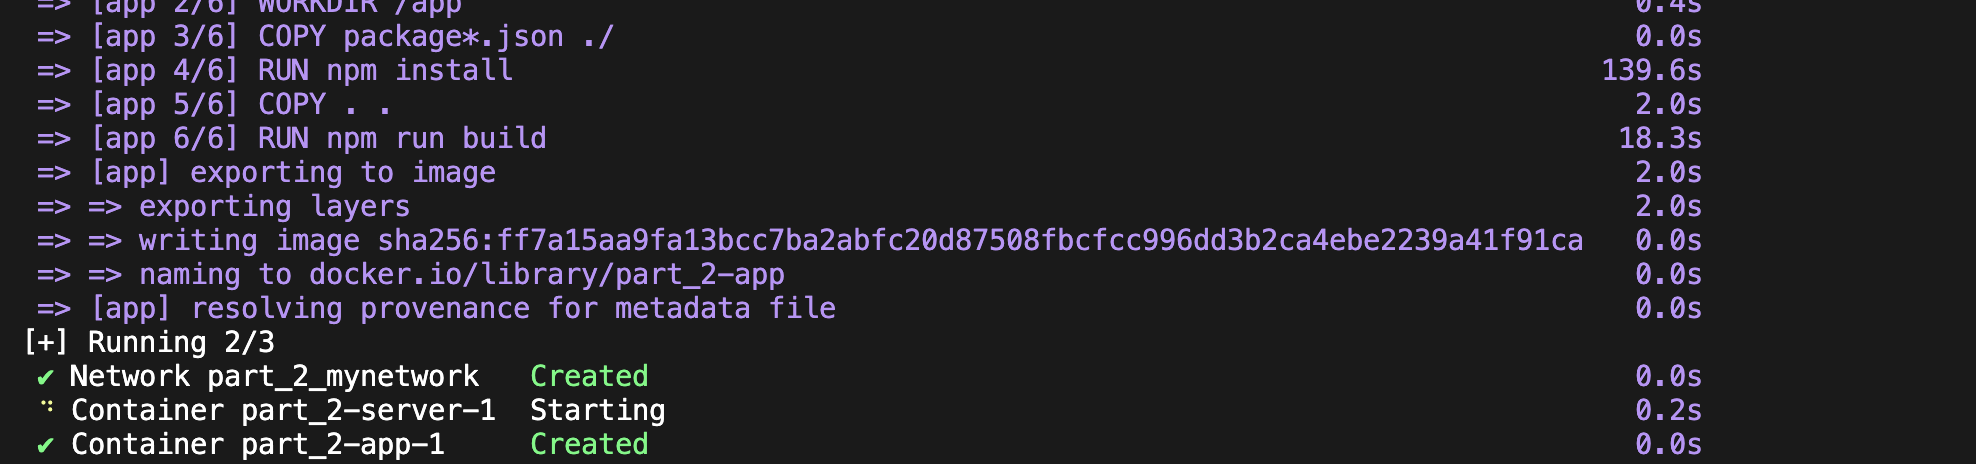 => [app 2/6] WORKDIR /app 0.4s
=> [app 3/6] COPY package*.json ./ 0.0s
=> [app 4/6] RUN npm install 139.6s
=> [app 5/6] COPY . . 2.0s
=> [app 6/6] RUN npm run build 18.3s
=> [app] exporting to image 2.0s
=> => exporting layers 2.0s
=> => writing image sha256:ff7a15aa9fa13bcc7ba2abfc20d87508fbcfcc996dd3b2ca4ebe2239a41f91ca 0.0s
=> => naming to docker.io/library/part_2-app 0.0s
=> [app] resolving provenance for metadata file 0.0s
[+] Running 2/3
✔ Network part_2_mynetwork Created 0.0s
⠙ Container part_2-server-1 Starting 0.2s
✔ Container part_2-app-1 Created 0.0s